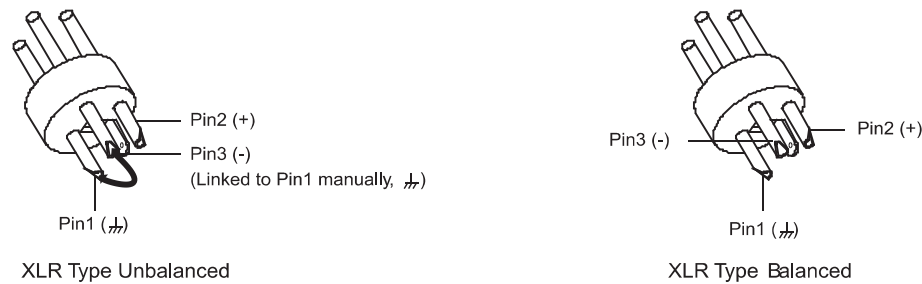 Pin2 (+)
Pin3 (-)
(Linked to Pin1 manually, ⏚)
Pin1 (⏚)
XLR Type Unbalanced
Pin3 (-)
Pin2 (+)
Pin1 (⏚)
XLR Type Balanced